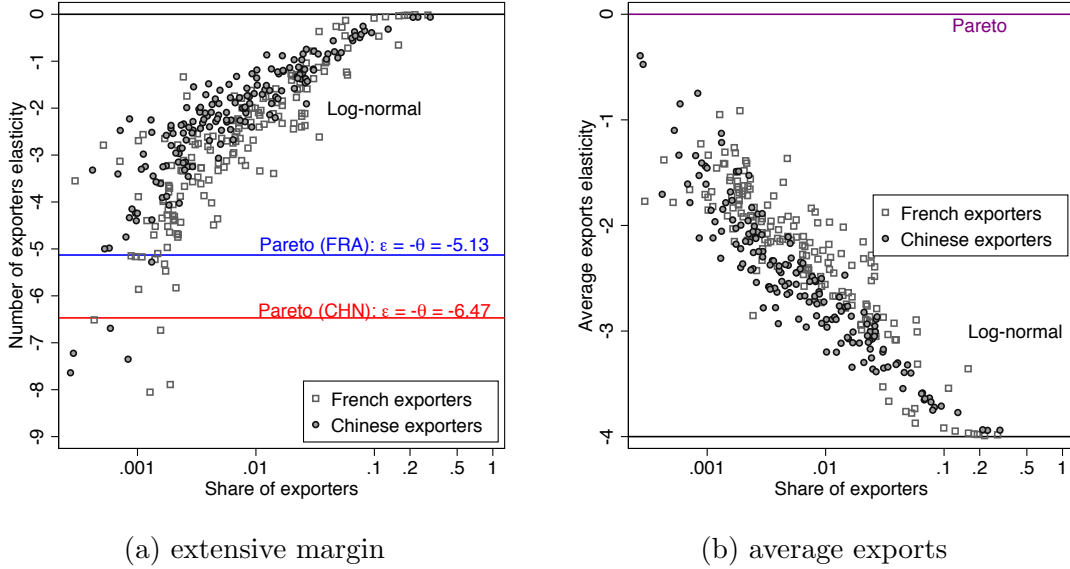 0
-1
-2
-3
-4
-5
-6
-7
-8
-9
Number of exporters elasticity
Log-normal
Pareto (FRA): ε = -θ = -5.13
Pareto (CHN): ε = -θ = -6.47
French exporters
Chinese exporters
.001
.01
.1
.2
.5
1
Share of exporters
(a) extensive margin
0
-1
-2
-3
-4
Average exports elasticity
Pareto
French exporters
Chinese exporters
Log-normal
.001
.01
.1
.2
.5
1
Share of exporters
(b) average exports